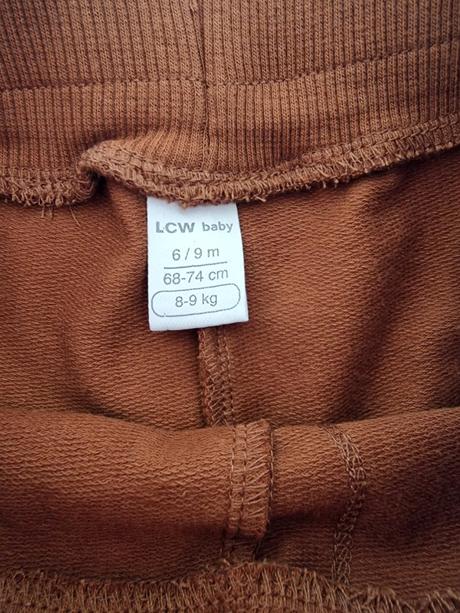 LCW baby
6 / 9 m
68-74 cm
8-9 kg